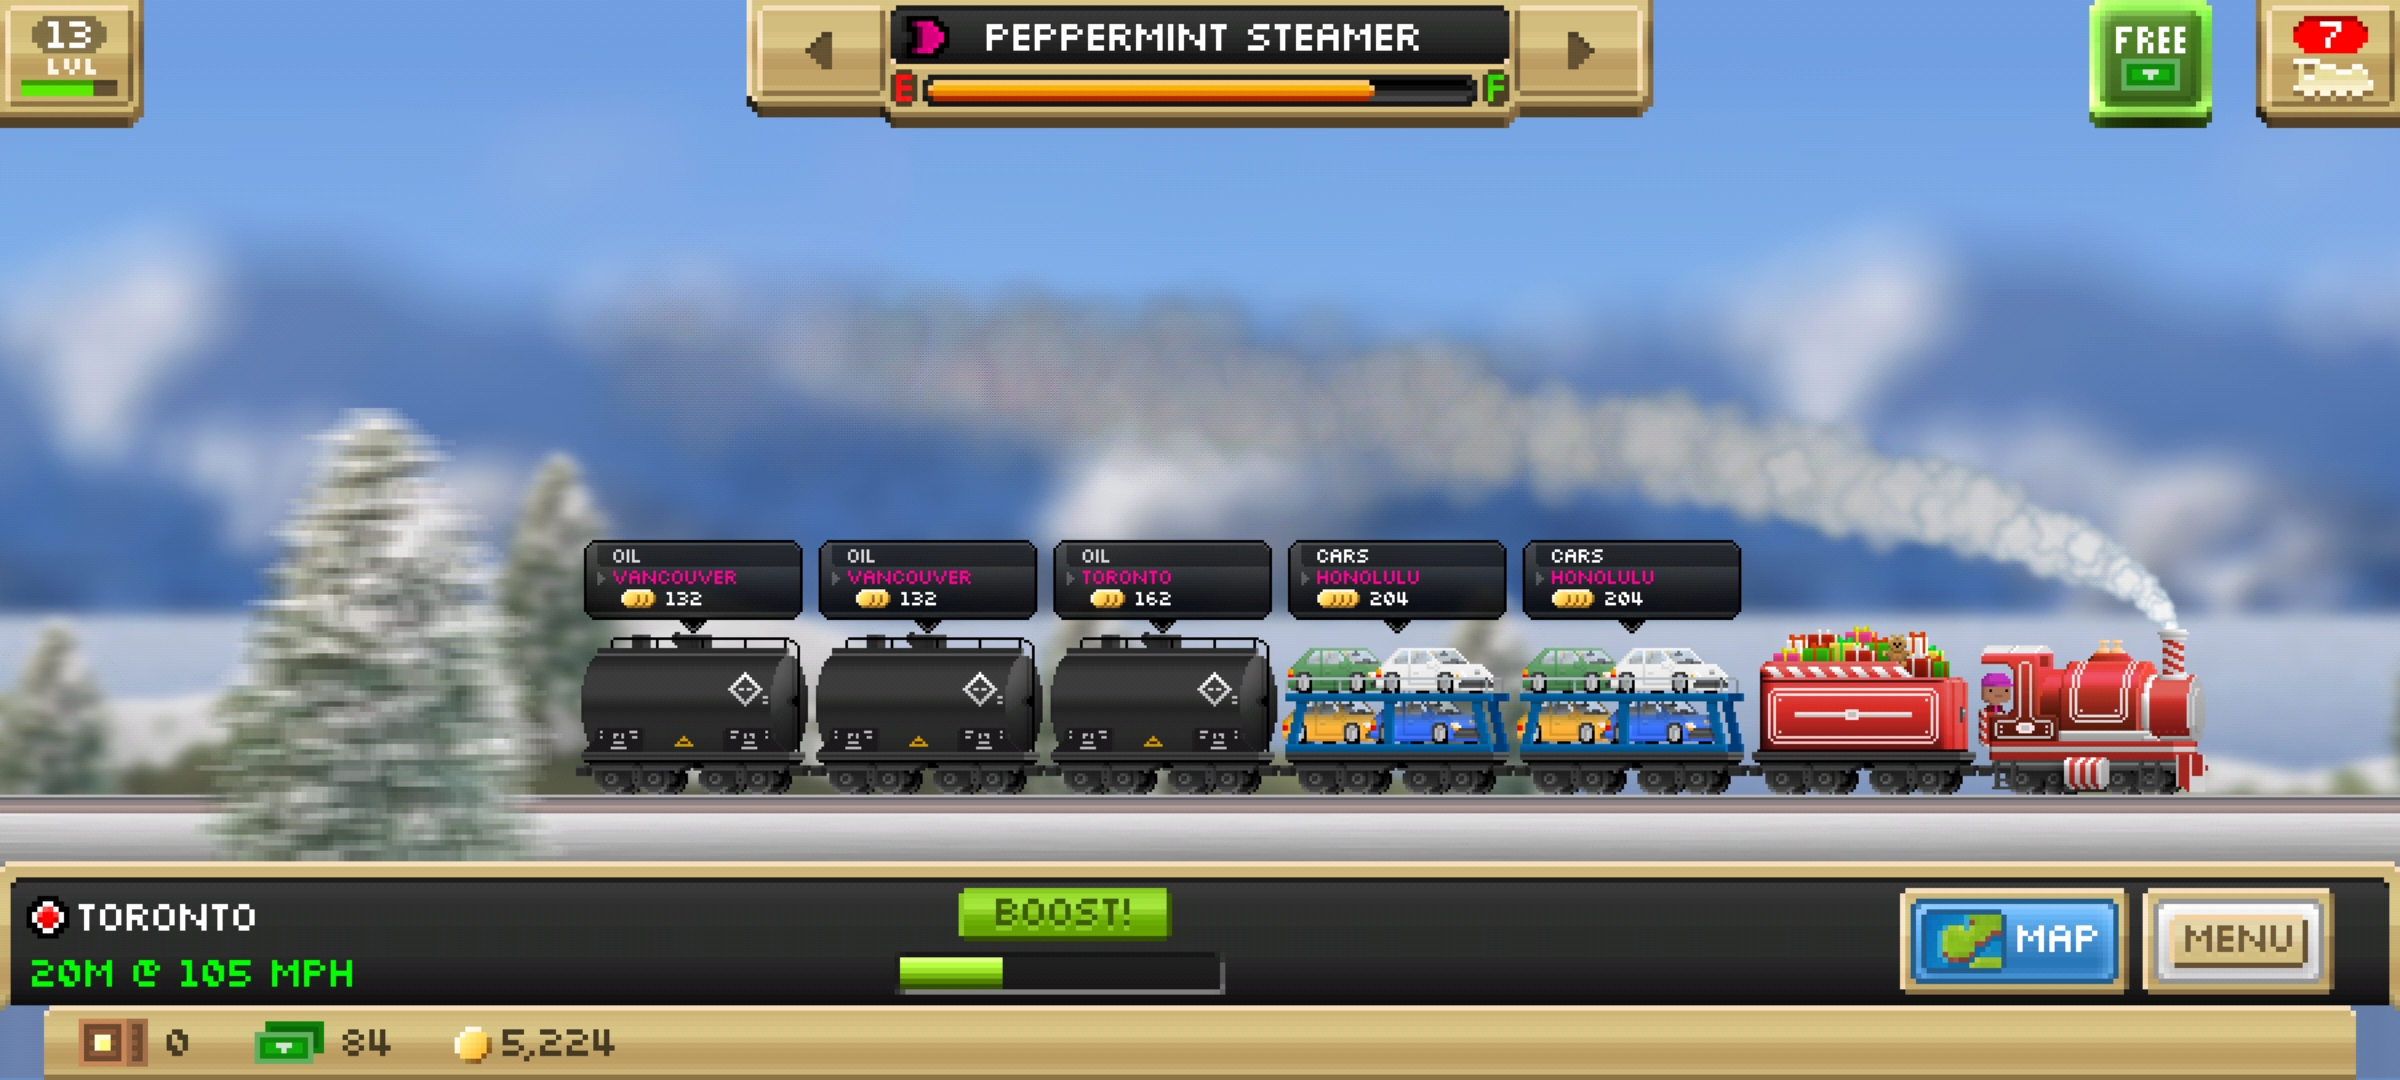 13
LVL
PEPPERMINT STEAMER
E F
FREE
7
OIL
VANCOUVER
132
OIL
VANCOUVER
132
OIL
TORONTO
162
CARS
HONOLULU
204
CARS
HONOLULU
204
TORONTO
20M @ 105 MPH
BOOST!
MAP
MENU
0
84
5,224